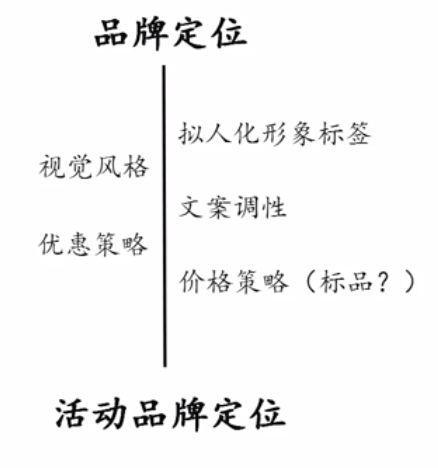 品牌定位
拟人化形象标签
视觉风格
文案调性
优惠策略
价格策略（标品？）
活动品牌定位